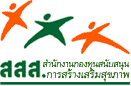 สำนักงานกองทุนสนับสนุน
สสส. การสร้างเสริมสุขภาพ